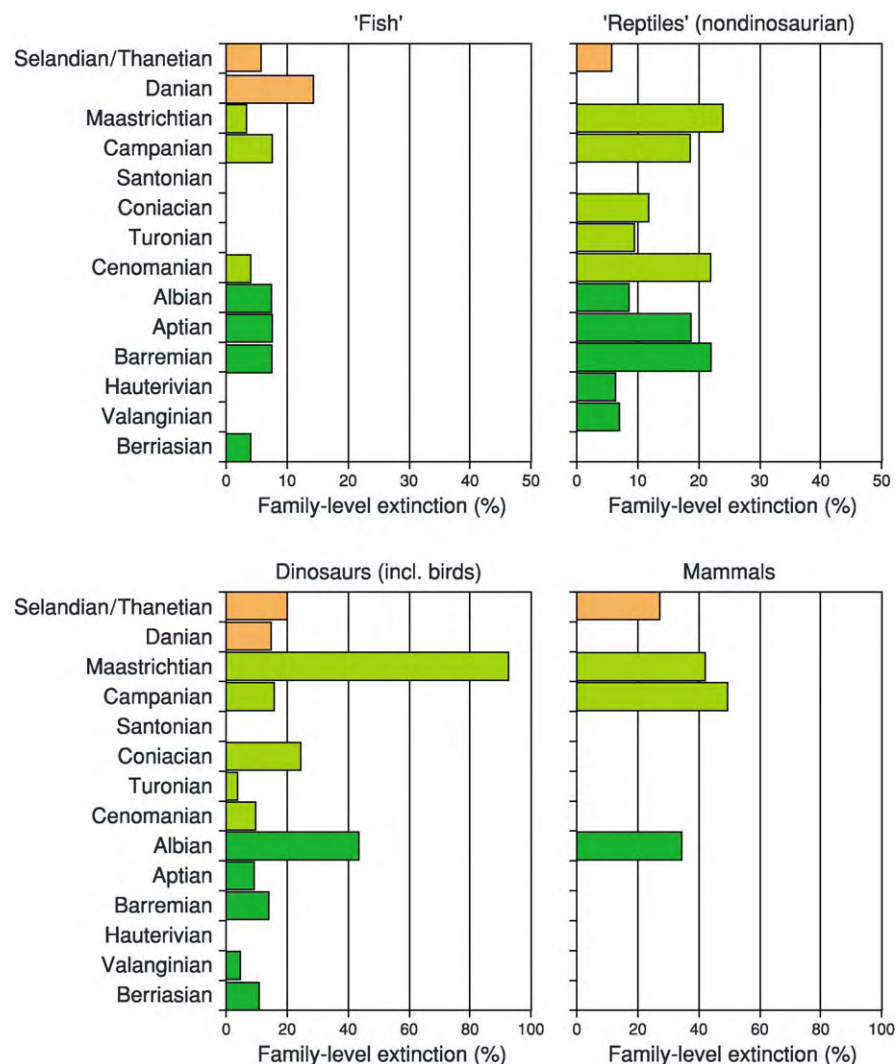 'Fish'
'Reptiles' (nondinosaurian)
Selandian/Thanetian
Danian
Maastrichtian
Campanian
Santonian
Coniacian
Turonian
Cenomanian
Albian
Aptian
Barremian
Hauterivian
Valanginian
Berriasian
0 10 20 30 40 50
0 10 20 30 40 50
Family-level extinction (%)
Family-level extinction (%)
Dinosaurs (incl. birds)
Mammals
Selandian/Thanetian
Danian
Maastrichtian
Campanian
Santonian
Coniacian
Turonian
Cenomanian
Albian
Aptian
Barremian
Hauterivian
Valanginian
Berriasian
0 20 40 60 80 100
0 20 40 60 80 100
Family-level extinction (%)
Family-level extinction (%)